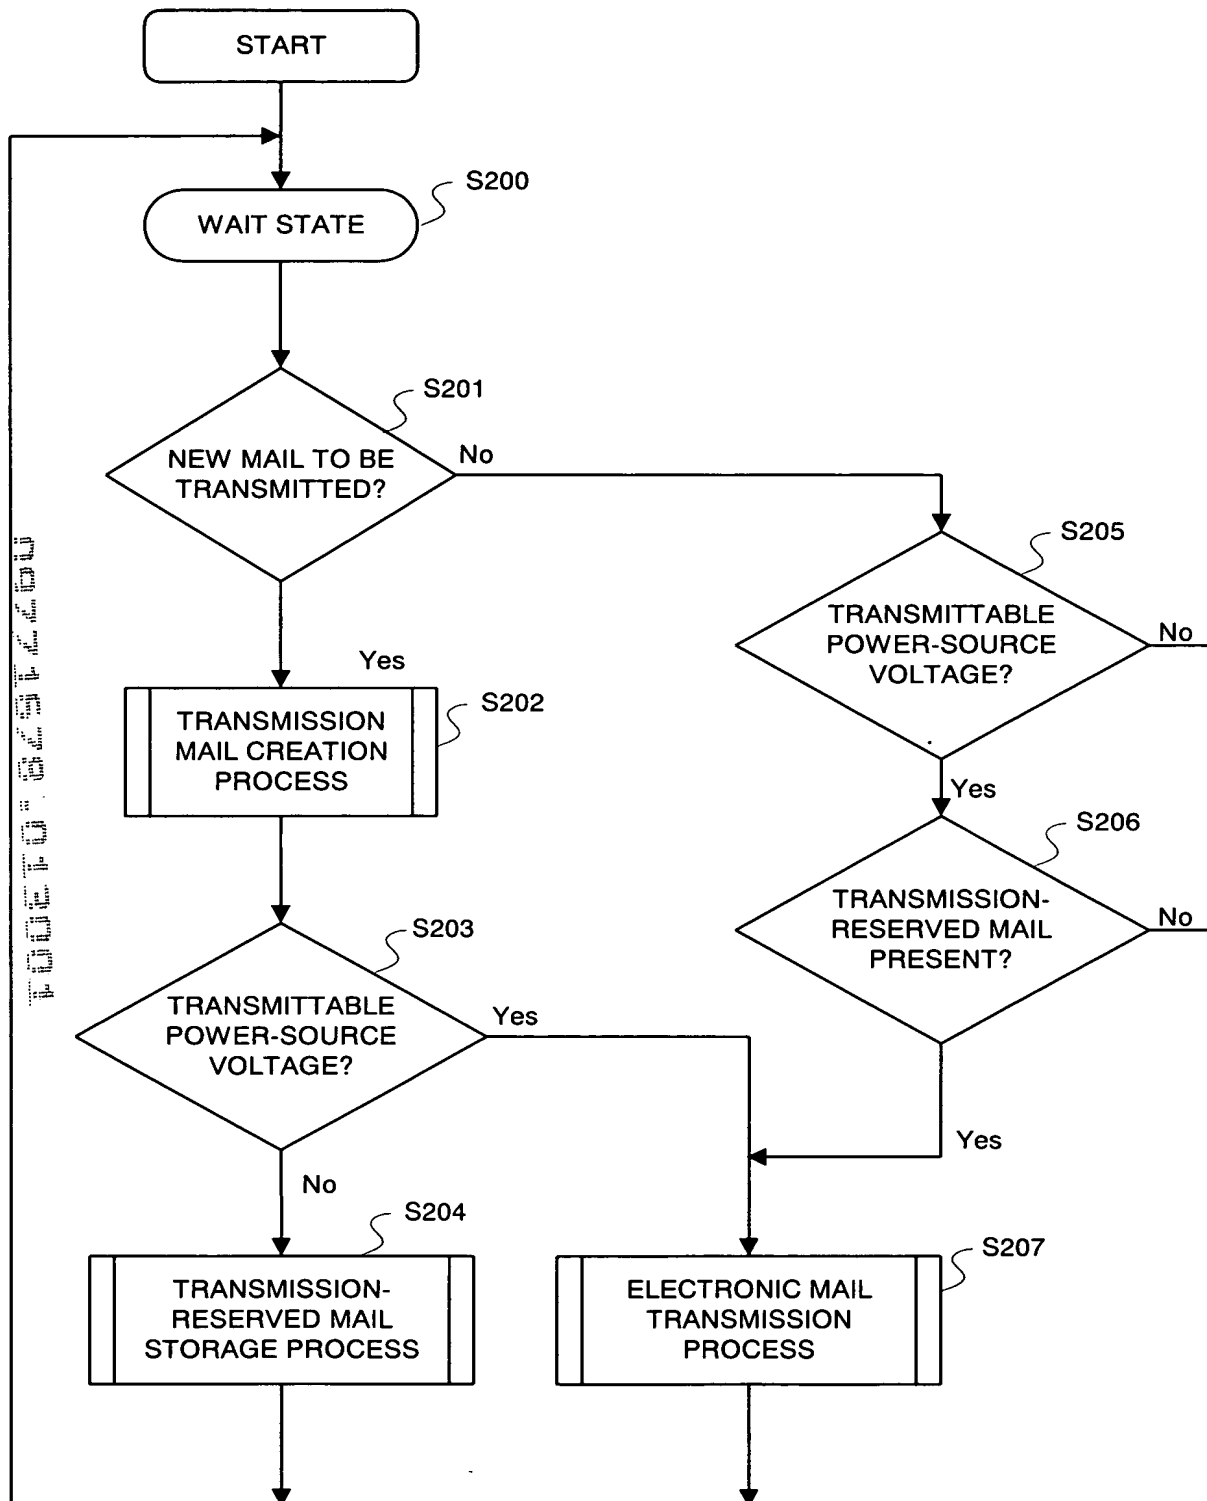 START
WAIT STATE
S200
NEW MAIL TO BE
TRANSMITTED?
S201
No
Yes
TRANSMISSION
MAIL CREATION
PROCESS
S202
TRANSMITTABLE
POWER-SOURCE
VOLTAGE?
S203
Yes
No
TRANSMISSION-
RESERVED MAIL
STORAGE PROCESS
S204
TRANSMITTABLE
POWER-SOURCE
VOLTAGE?
S205
No
Yes
TRANSMISSION-
RESERVED MAIL
PRESENT?
S206
No
Yes
ELECTRONIC MAIL
TRANSMISSION
PROCESS
S207